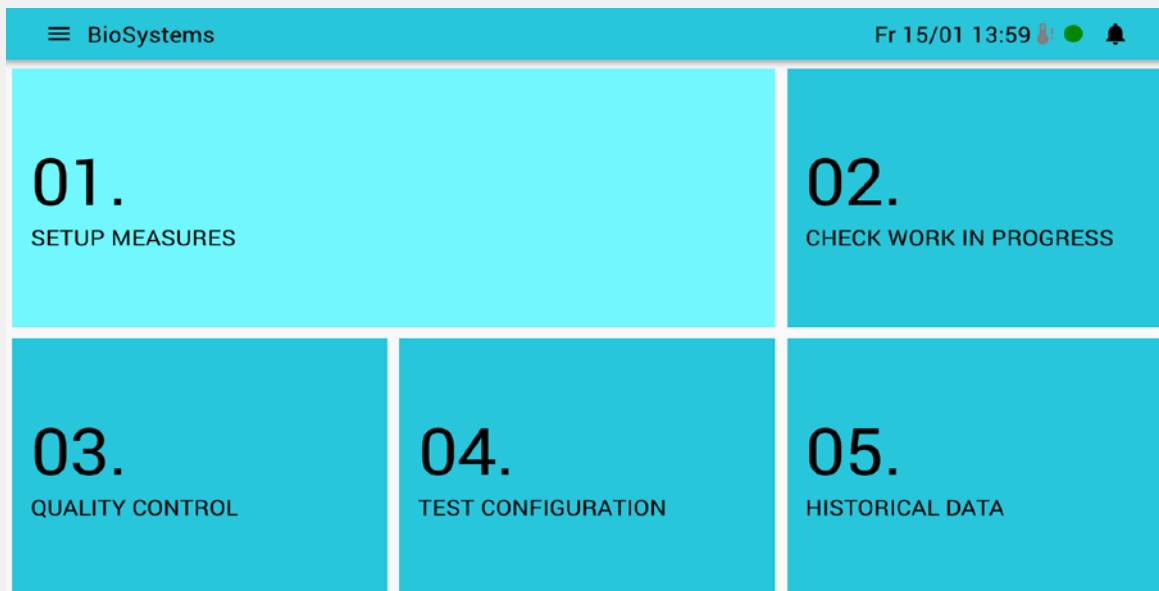 BioSystems
Fr 15/01 13:59
01.
SETUP MEASURES
02.
CHECK WORK IN PROGRESS
03.
QUALITY CONTROL
04.
TEST CONFIGURATION
05.
HISTORICAL DATA